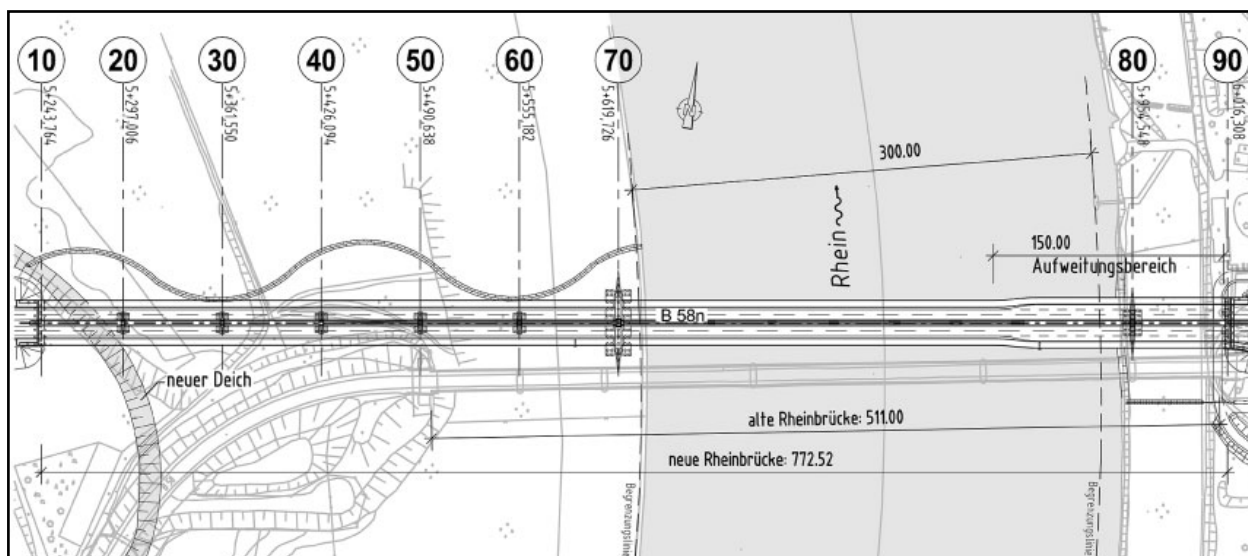 10 20 30 40 50 60 70 80 90
5+243,764
5+297,006
5+361,550
5+426,094
5+490,638
5+555,182
5+619,726
5+954,548
6+016,308
300.00
Rhein
150.00
Aufweitungsbereich
B 58n
neuer Deich
alte Rheinbrücke: 511.00
neue Rheinbrücke: 772.52
Begrenzungslinie
Begrenzungslinie